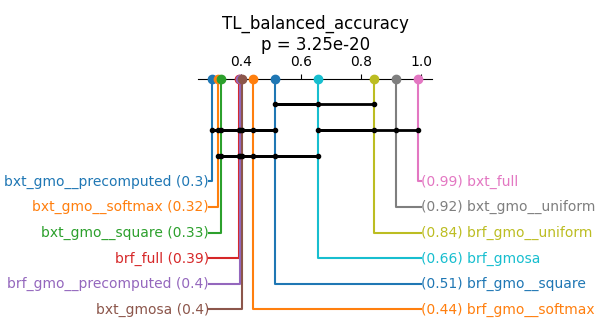 TL_balanced_accuracy
p = 3.25e-20
0.4 0.6 0.8 1.0
bxt_gmo__precomputed (0.3) (0.99) bxt_full
bxt_gmo__softmax (0.32) (0.92) bxt_gmo__uniform
bxt_gmo__square (0.33) (0.84) brf_gmo__uniform
brf_full (0.39) (0.66) brf_gmosa
brf_gmo__precomputed (0.4) (0.51) brf_gmo__square
bxt_gmosa (0.4) (0.44) brf_gmo__softmax